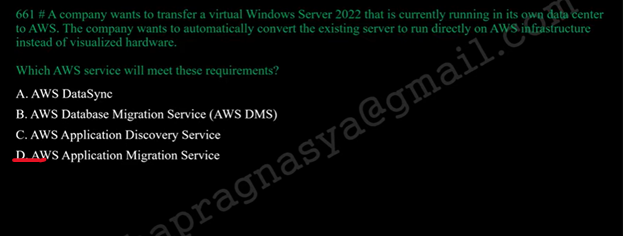 661 # A company wants to transfer a virtual Windows Server 2022 that is currently running in its own data center
to AWS. The company wants to automatically convert the existing server to run directly on AWS infrastructure
instead of visualized hardware.
Which AWS service will meet these requirements?
A. AWS DataSync
B. AWS Database Migration Service (AWS DMS)
C. AWS Application Discovery Service
D. AWS Application Migration Service
apragnasya@gmail.com